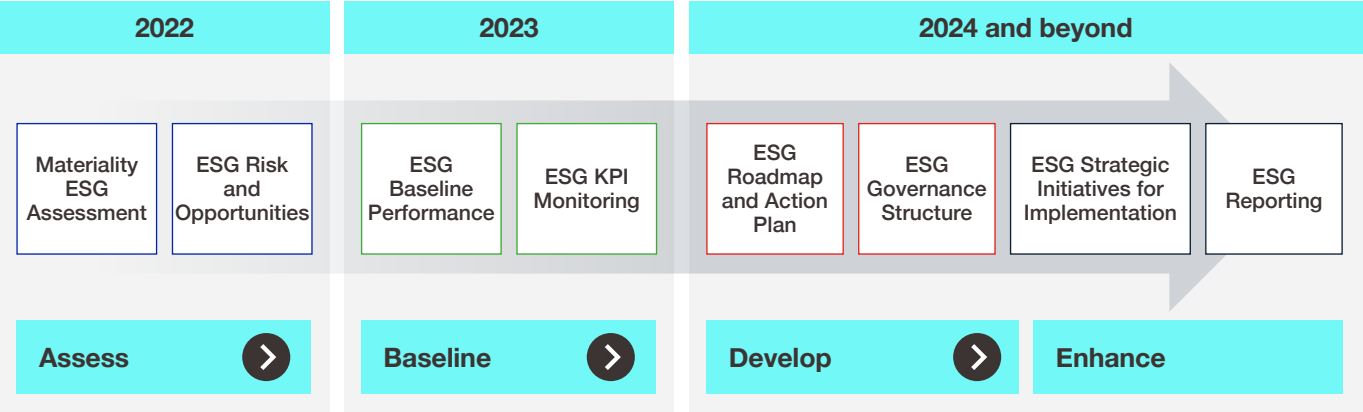 2022
2023
2024 and beyond
Materiality
ESG
Assessment
ESG Risk
and
Opportunities
ESG
Baseline
Performance
ESG KPI
Monitoring
ESG
Roadmap
and Action
Plan
ESG
Governance
Structure
ESG Strategic
Initiatives for
Implementation
ESG
Reporting
Assess
Baseline
Develop
Enhance